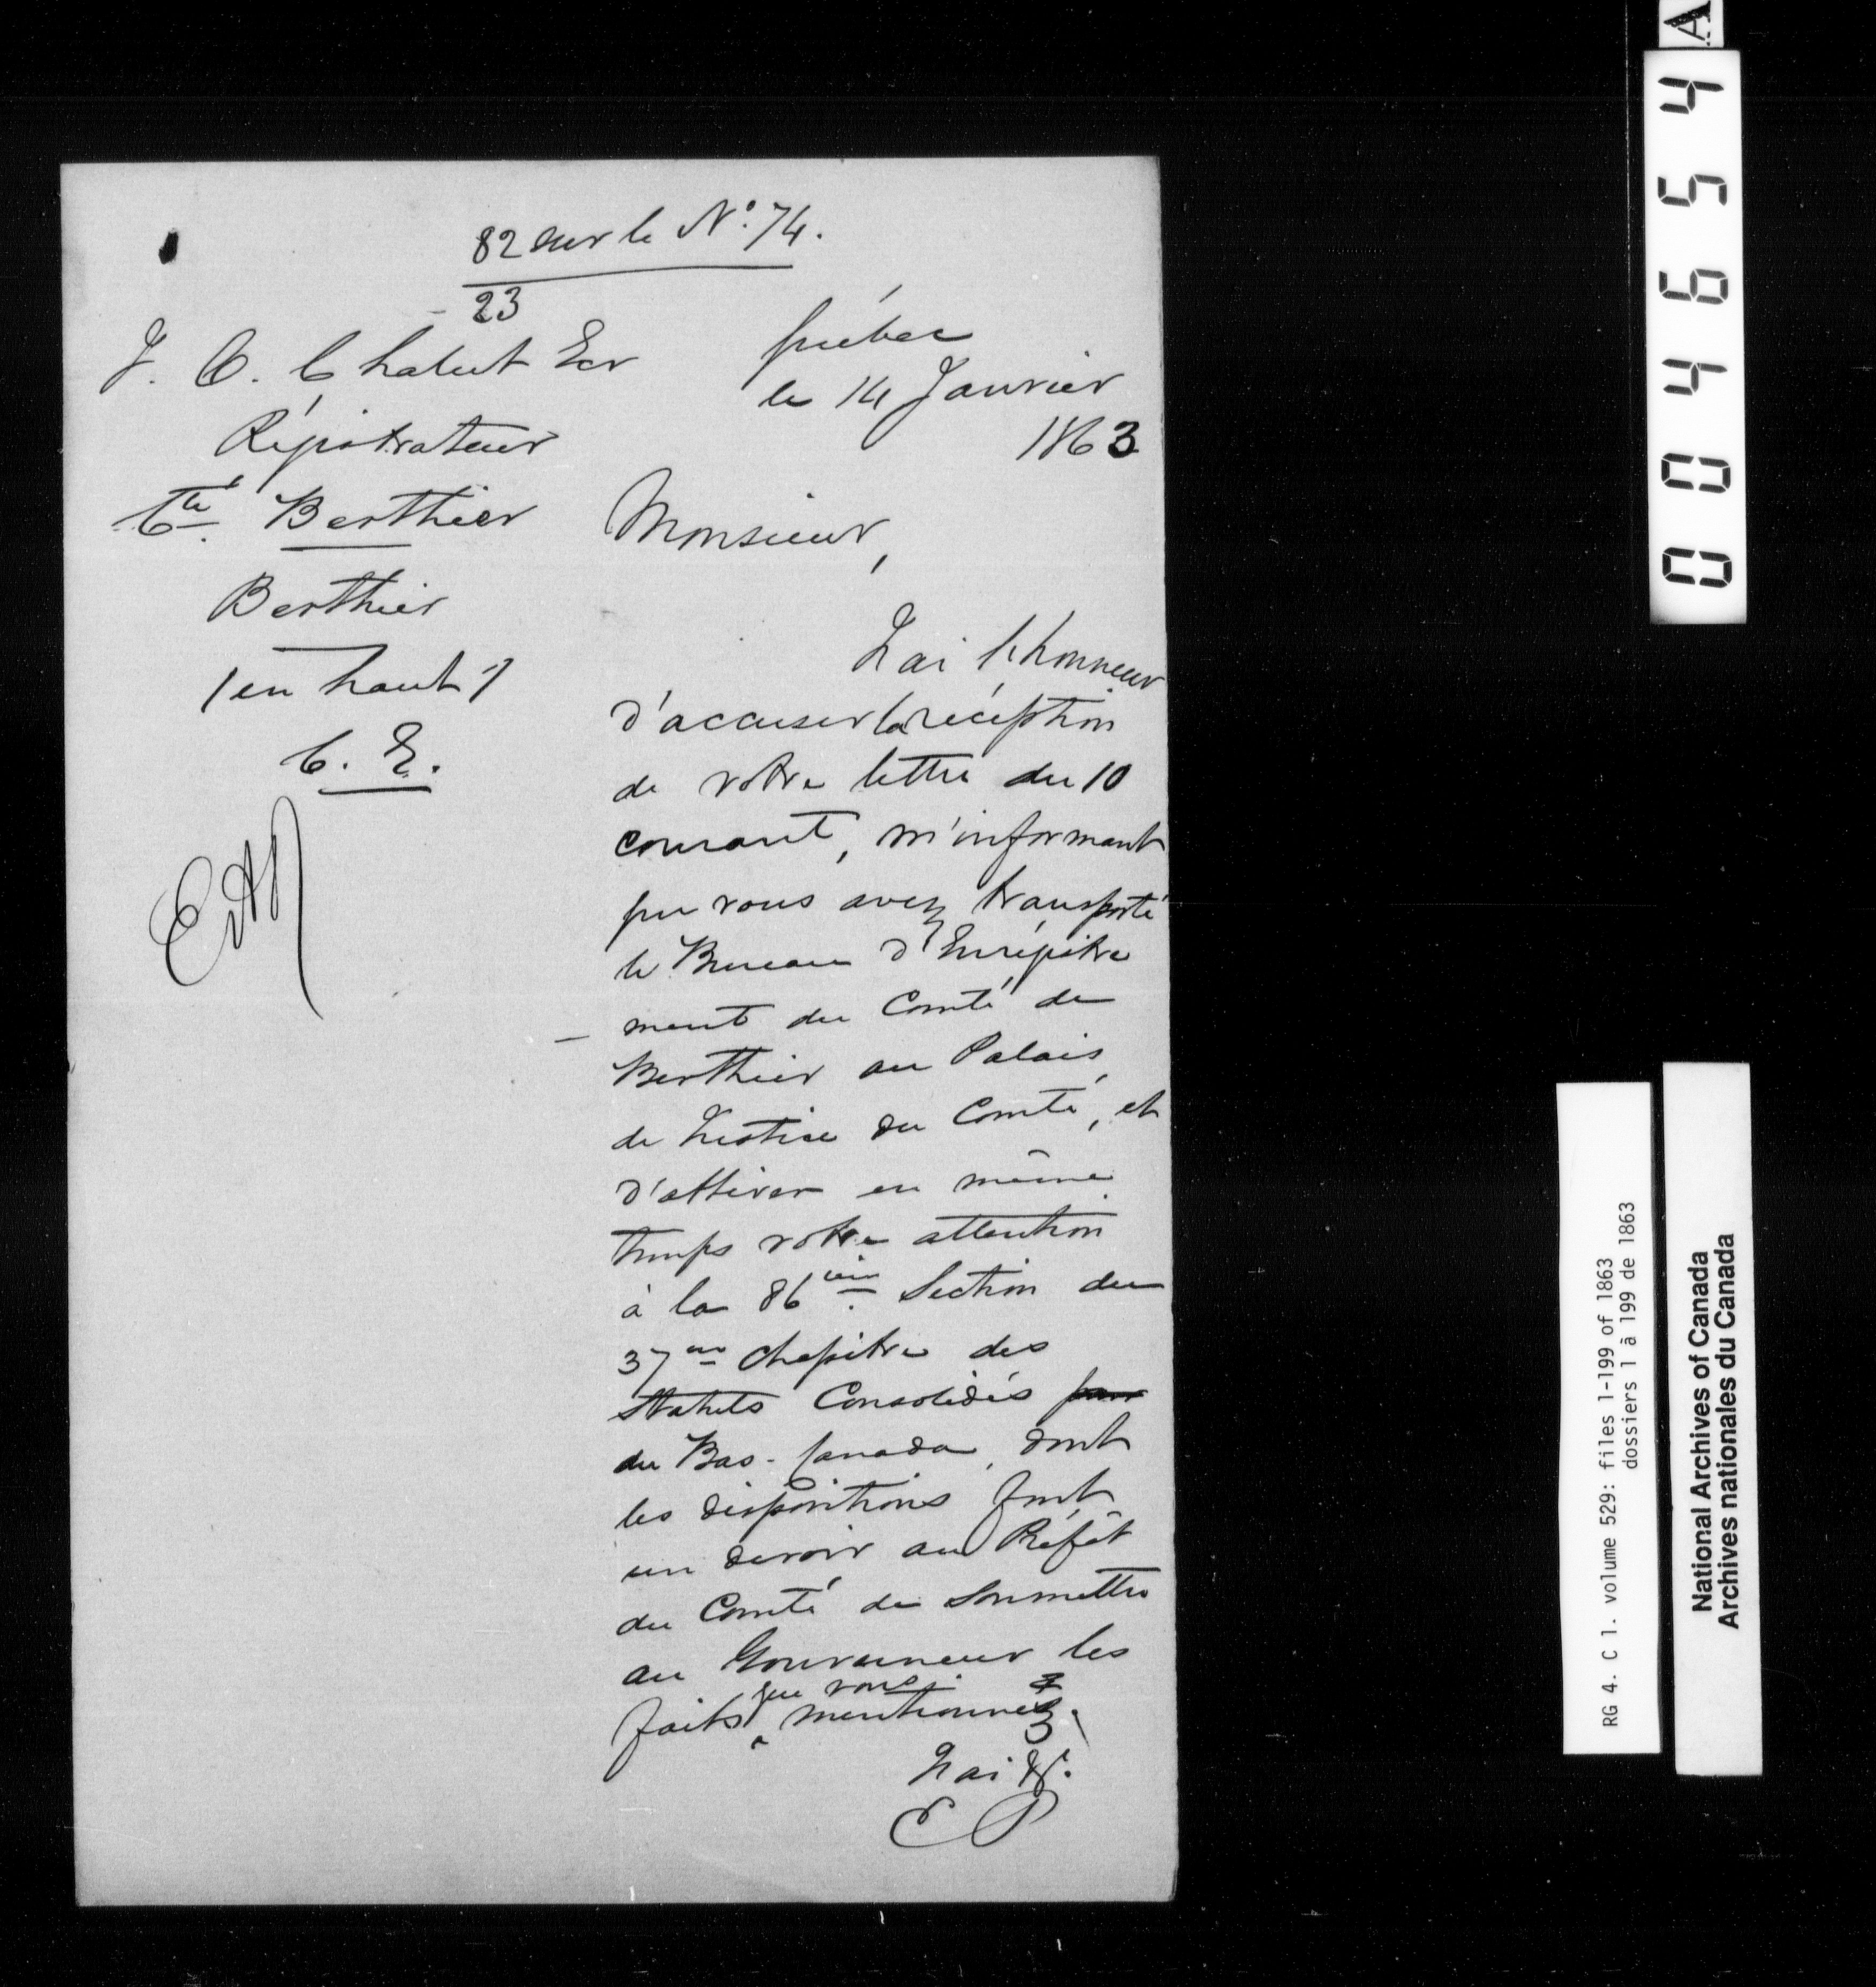 82 sur le N° 74.
23
J. O. Chalut Ecr
Régistrateur
Cté Berthier
Berthier
(en haut)
C. E.
Québec
le 14 Janvier
1863
Monsieur,
J'ai l'honneur
d'accuser la réception
de votre lettre du 10
courant, m'informant
que vous avez transporté
le Bureau d'Enrégistre
ment du Comté de
Berthier au Palais
de Justice du Comté, et
d'attirer en même
temps votre attention
à la 86ième Section du
37me chapitre des
Statuts Consolidés pour
du Bas-Canada, dont
les dispositions font
un devoir au Préfêt
du Comté de soumettre
au Gouverneur les
faits que vous mentionnez.
J'ai &c.
EP
A
004654
RG 4. C 1. volume 529: files 1-199 of 1863
dossiers 1 à 199 de 1863
National Archives of Canada
Archives nationales du Canada